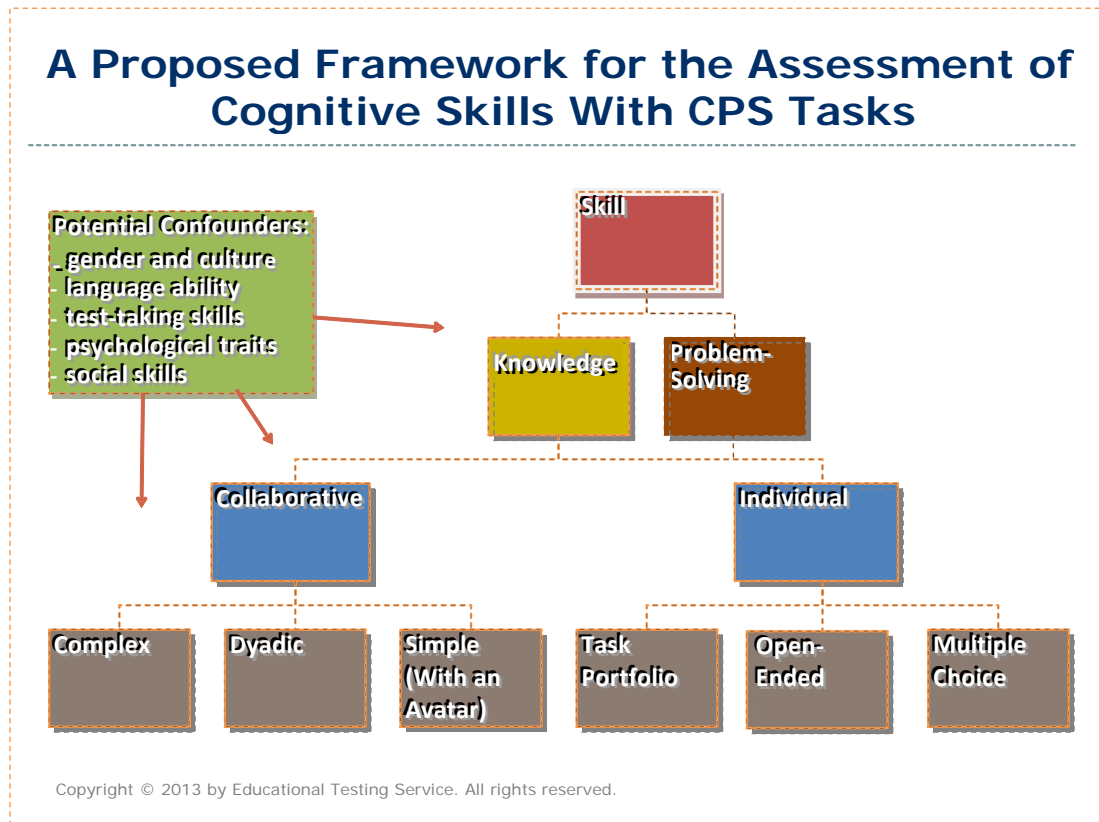 A Proposed Framework for the Assessment of
Cognitive Skills With CPS Tasks
Potential Confounders:
- gender and culture
- language ability
- test-taking skills
- psychological traits
- social skills
Skill
Knowledge
Problem-
Solving
Collaborative
Individual
Complex
Dyadic
Simple
(With an
Avatar)
Task
Portfolio
Open-
Ended
Multiple
Choice
Copyright © 2013 by Educational Testing Service. All rights reserved.